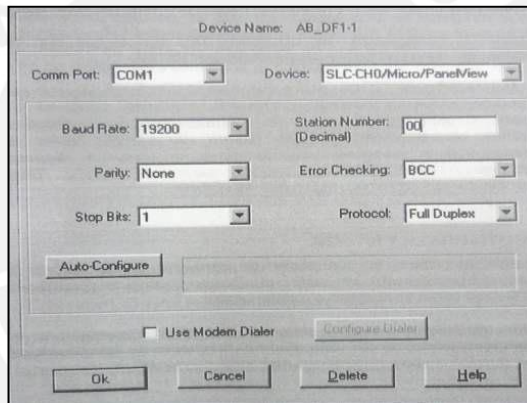 Device Name: AB_DF1-1
Comm Port: COM1 Device: SLC-CH0/Micro/PanelView
Baud Rate: 19200 Station Number: 00
(Decimal)
Parity: None Error Checking: BCC
Stop Bits: 1 Protocol: Full Duplex
Auto-Configure
Use Modem Dialer Configure Dialer
Ok Cancel Delete Help